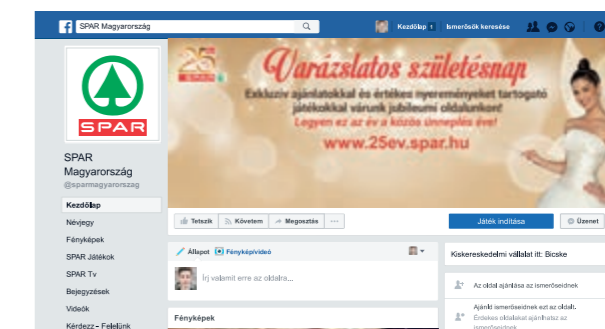 SPAR Magyarország
Kezdőlap 1
Ismerősök keresése
25 SPAR
Varázslatos születésnap
Exkluzív ajánlatokkal és értékes nyereményeket tartogató
játékokkal várunk jubileumi oldalunkon!
Legyen ez az év a közös ünneplés éve!
www.25ev.spar.hu
SPAR
SPAR
Magyarország
@sparmagyarorszag
Kezdőlap
Névjegy
Fényképek
SPAR Játékok
SPAR Tv
Bejegyzések
Videók
Kérdezz – Felelünk
Tetszik
Követem
Megosztás
Játék indítása
Üzenet
Állapot
Fénykép/videó
Írj valamit erre az oldalra...
Fényképek
Kiskereskedelmi vállalat itt: Bicske
Az oldal ajánlása az ismerőseidnek
Ajánld ismerőseidnek ezt az oldalt.
Érdekes oldalakat ajánlhatsz az
ismerőseidnek